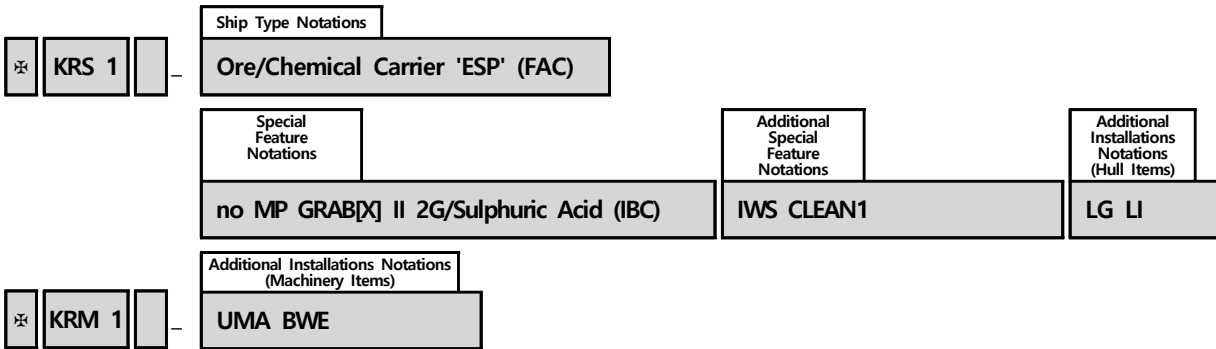 Ship Type Notations
✠ KRS 1 _ Ore/Chemical Carrier 'ESP' (FAC)
Special
Feature
Notations
Additional
Special
Feature
Notations
Additional
Installations
Notations
(Hull Items)
no MP GRAB[X] II 2G/Sulphuric Acid (IBC)
IWS CLEAN1
LG LI
Additional Installations Notations
(Machinery Items)
✠ KRM 1 _ UMA BWE